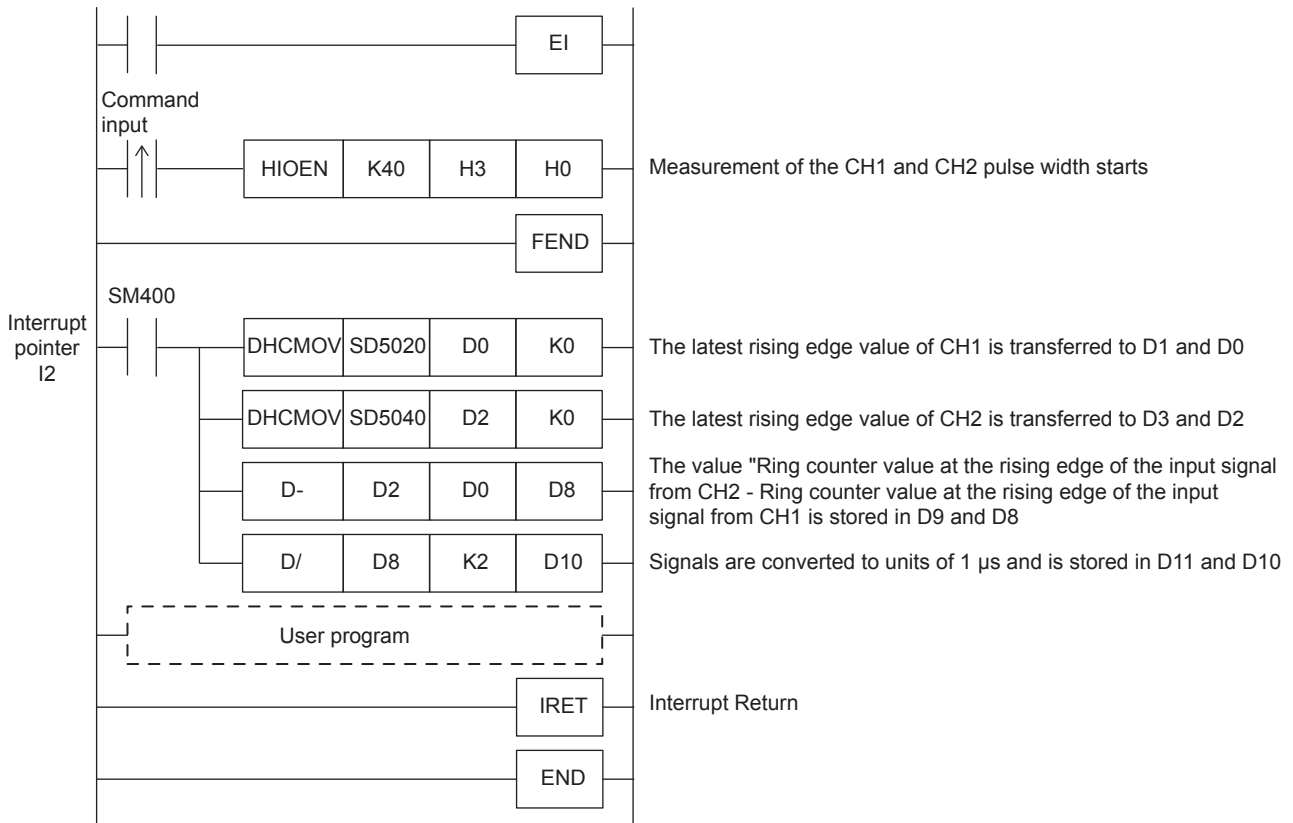 EI
Command
input
HIOEN K40 H3 H0 Measurement of the CH1 and CH2 pulse width starts
FEND
SM400
Interrupt
pointer
I2
DHCMOV SD5020 D0 K0 The latest rising edge value of CH1 is transferred to D1 and D0
DHCMOV SD5040 D2 K0 The latest rising edge value of CH2 is transferred to D3 and D2
D- D2 D0 D8
The value "Ring counter value at the rising edge of the input signal
from CH2 - Ring counter value at the rising edge of the input
signal from CH1 is stored in D9 and D8
D/ D8 K2 D10 Signals are converted to units of 1 µs and is stored in D11 and D10
User program
IRET Interrupt Return
END